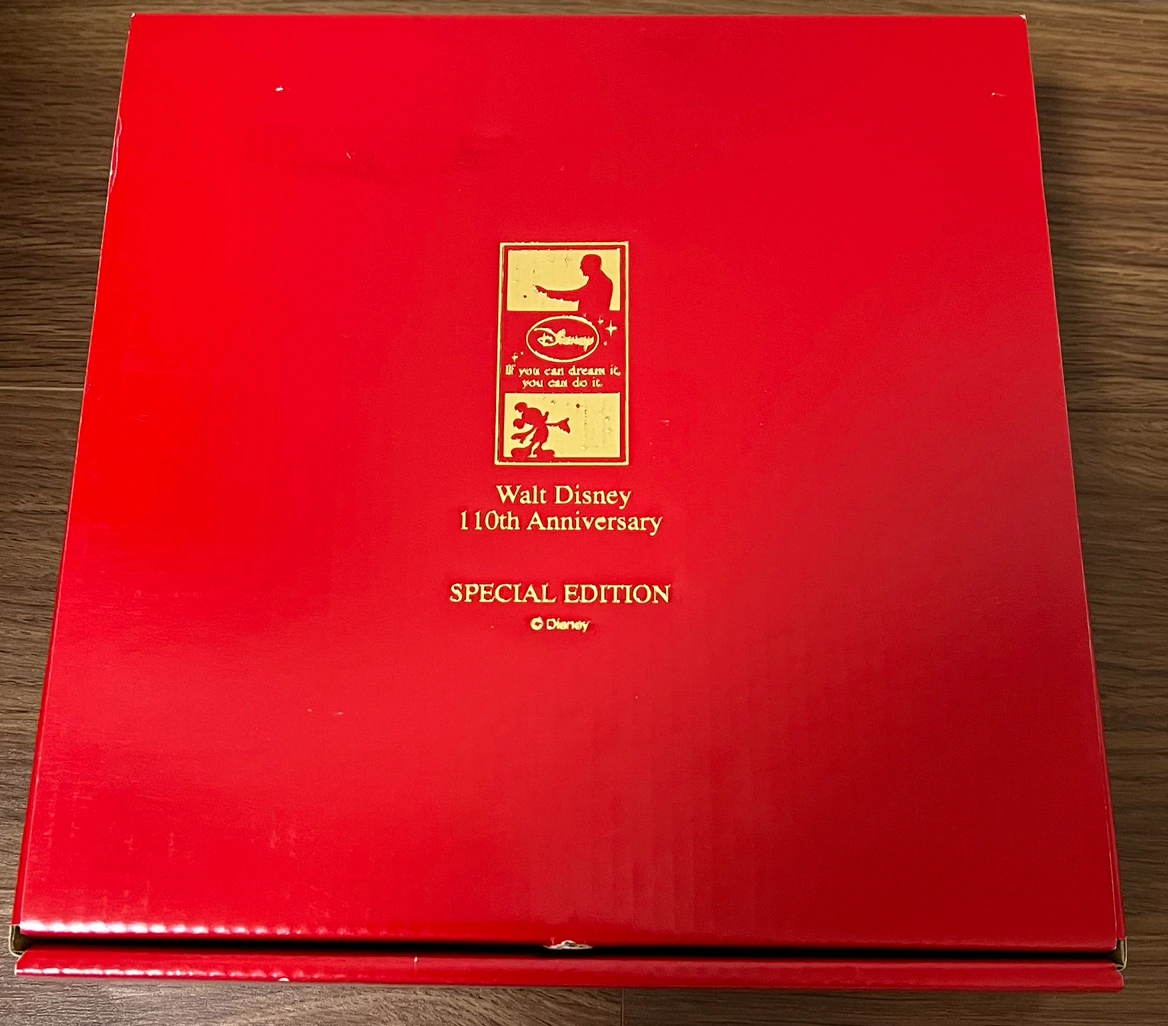 Disney
If you can dream it,
you can do it.
Walt Disney
110th Anniversary
SPECIAL EDITION
© Disney